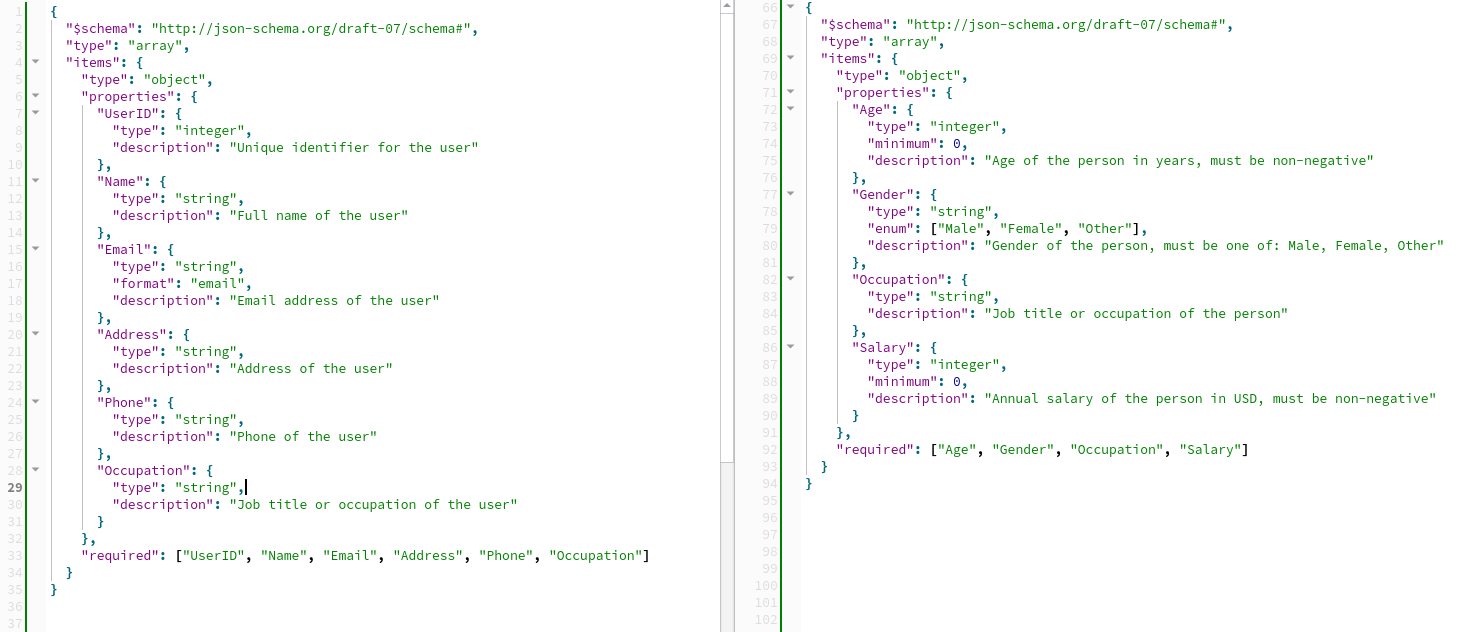 1 {
2 "$schema": "http://json-schema.org/draft-07/schema#",
3 "type": "array",
4 "items": {
5 "type": "object",
6 "properties": {
7 "UserID": {
8 "type": "integer",
9 "description": "Unique identifier for the user"
10 },
11 "Name": {
12 "type": "string",
13 "description": "Full name of the user"
14 },
15 "Email": {
16 "type": "string",
17 "format": "email",
18 "description": "Email address of the user"
19 },
20 "Address": {
21 "type": "string",
22 "description": "Address of the user"
23 },
24 "Phone": {
25 "type": "string",
26 "description": "Phone of the user"
27 },
28 "Occupation": {
29 "type": "string",
30 "description": "Job title or occupation of the user"
31 }
32 },
33 "required": ["UserID", "Name", "Email", "Address", "Phone", "Occupation"]
34 }
35 }
36
37
66 {
67 "$schema": "http://json-schema.org/draft-07/schema#",
68 "type": "array",
69 "items": {
70 "type": "object",
71 "properties": {
72 "Age": {
73 "type": "integer",
74 "minimum": 0,
75 "description": "Age of the person in years, must be non-negative"
76 },
77 "Gender": {
78 "type": "string",
79 "enum": ["Male", "Female", "Other"],
80 "description": "Gender of the person, must be one of: Male, Female, Other"
81 },
82 "Occupation": {
83 "type": "string",
84 "description": "Job title or occupation of the person"
85 },
86 "Salary": {
87 "type": "integer",
88 "minimum": 0,
89 "description": "Annual salary of the person in USD, must be non-negative"
90 }
91 },
92 "required": ["Age", "Gender", "Occupation", "Salary"]
93 }
94 }
95
96
97
98
99
100
101
102